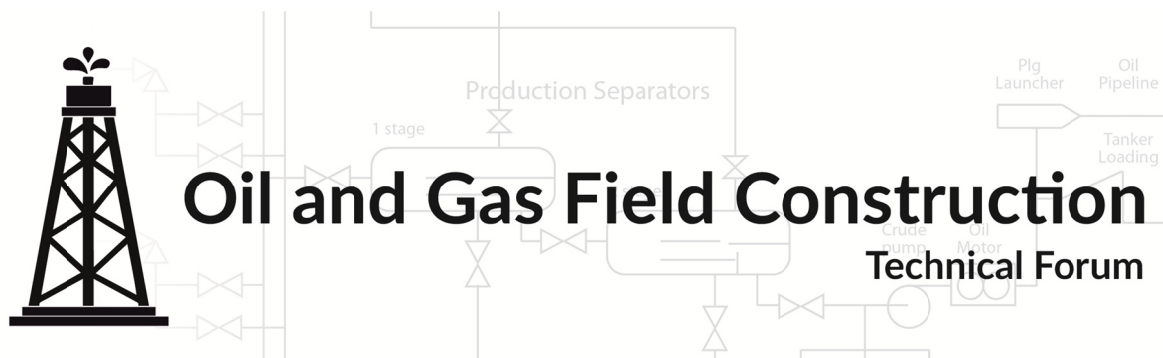 Production Separators
Plg
Launcher
Oil
Pipeline
1 stage
Tanker
Loading
Oil and Gas Field Construction
Crude
pump
Oil
Motor
Technical Forum